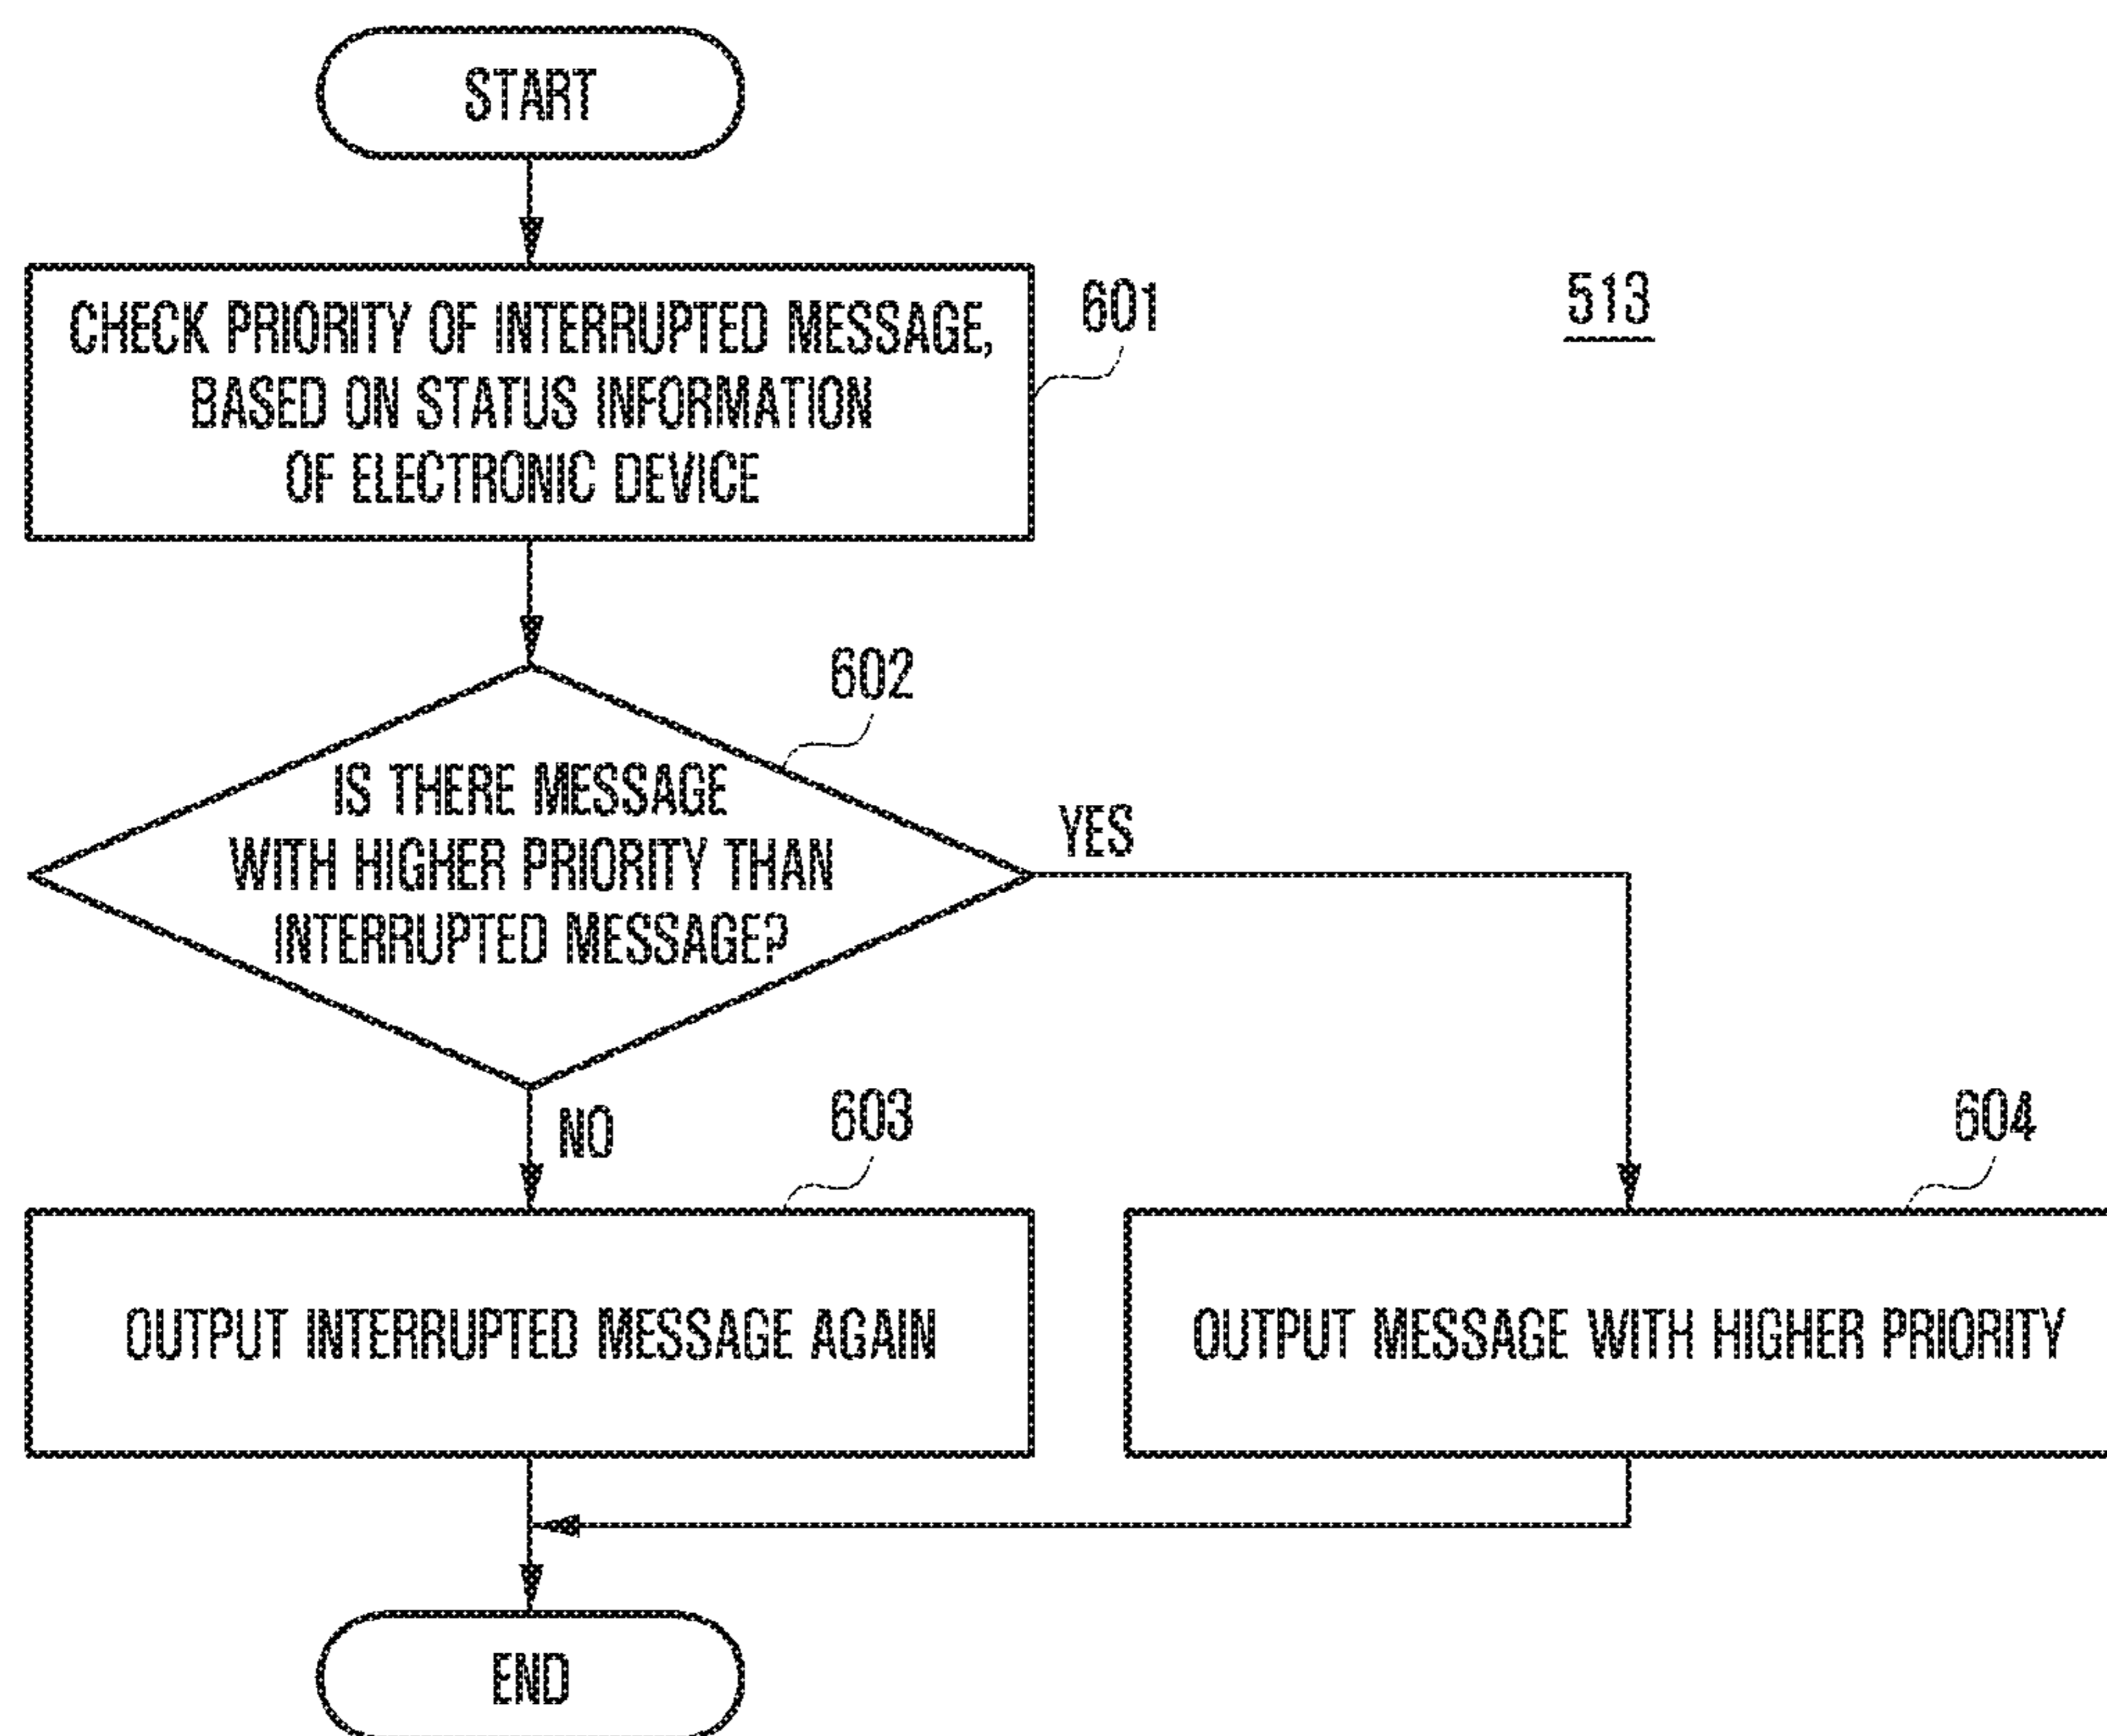 START
CHECK PRIORITY OF INTERRUPTED MESSAGE,
BASED ON STATUS INFORMATION
OF ELECTRONIC DEVICE
601
513
602
IS THERE MESSAGE
WITH HIGHER PRIORITY THAN
INTERRUPTED MESSAGE?
YES
NO
603
604
OUTPUT INTERRUPTED MESSAGE AGAIN
OUTPUT MESSAGE WITH HIGHER PRIORITY
END